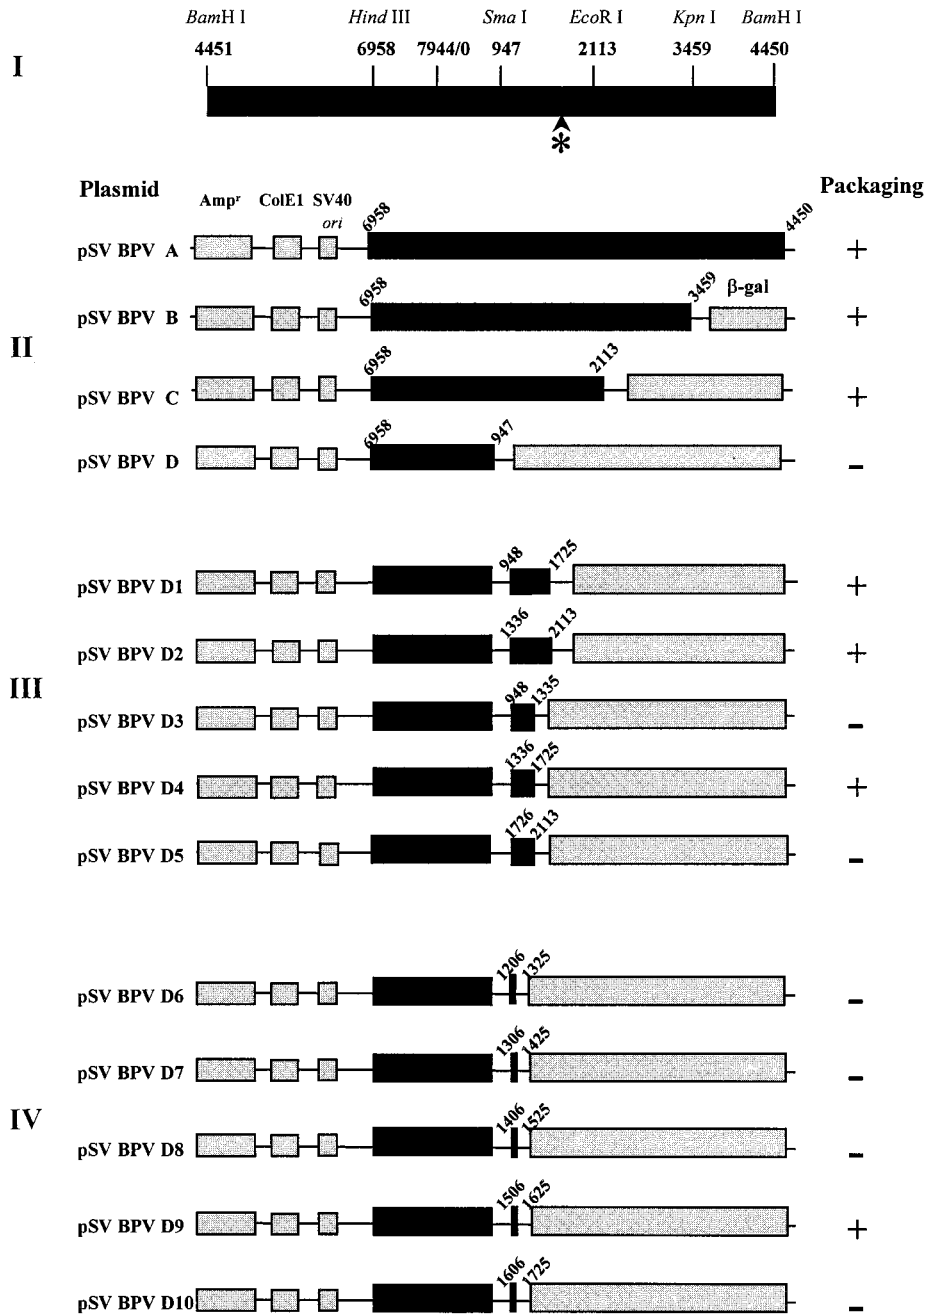 BamH I Hind III Sma I EcoR I Kpn I BamH I
4451 6958 7944/0 947 2113 3459 4450
I
*
Plasmid Packaging
Ampr ColE1 SV40
ori
6958 4450
pSV BPV A +
6958 3459 β-gal
pSV BPV B +
II
6958 2113
pSV BPV C +
6958 947
pSV BPV D -
948 1725
pSV BPV D1 +
1336 2113
pSV BPV D2 +
III
948 1335
pSV BPV D3 -
1336 1725
pSV BPV D4 +
1726 2113
pSV BPV D5 -
1206 1325
pSV BPV D6 -
1306 1425
pSV BPV D7 -
IV
1406 1525
pSV BPV D8 -
1506 1625
pSV BPV D9 +
1606 1725
pSV BPV D10 -